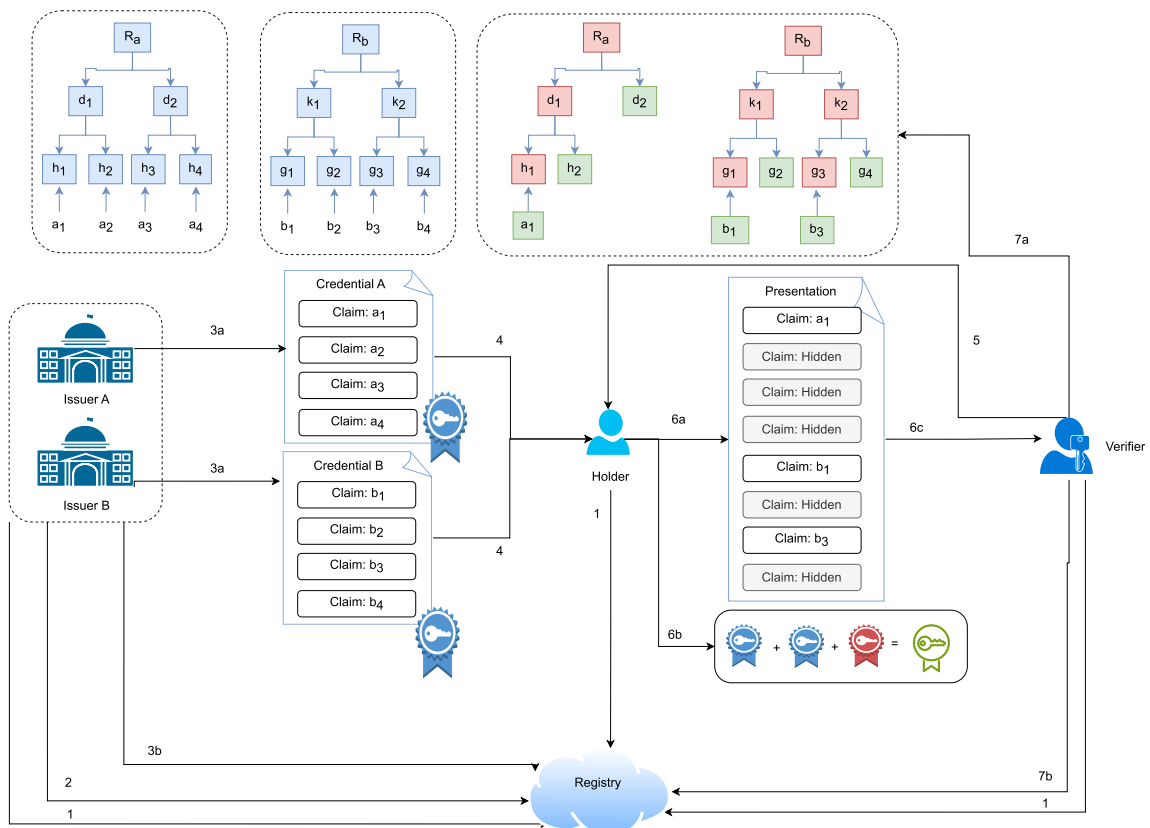 Ra
Rb
Ra
Rb
d1
d2
k1
k2
d1
d2
k1
k2
h1
h2
h3
h4
g1
g2
g3
g4
h1
h2
g1
g2
g3
g4
a1
a2
a3
a4
b1
b2
b3
b4
a1
b1
b3
7a
Credential A
Claim: a1
Claim: a2
Claim: a3
Claim: a4
Presentation
Claim: a1
Claim: Hidden
Claim: Hidden
Claim: Hidden
Claim: b1
Claim: Hidden
Claim: b3
Claim: Hidden
3a
4
5
Issuer A
6a
6c
Verifier
3a
Credential B
Claim: b1
Claim: b2
Claim: b3
Claim: b4
Holder
Issuer B
1
4
6b
+
+
=
3b
2
1
Registry
7b
1